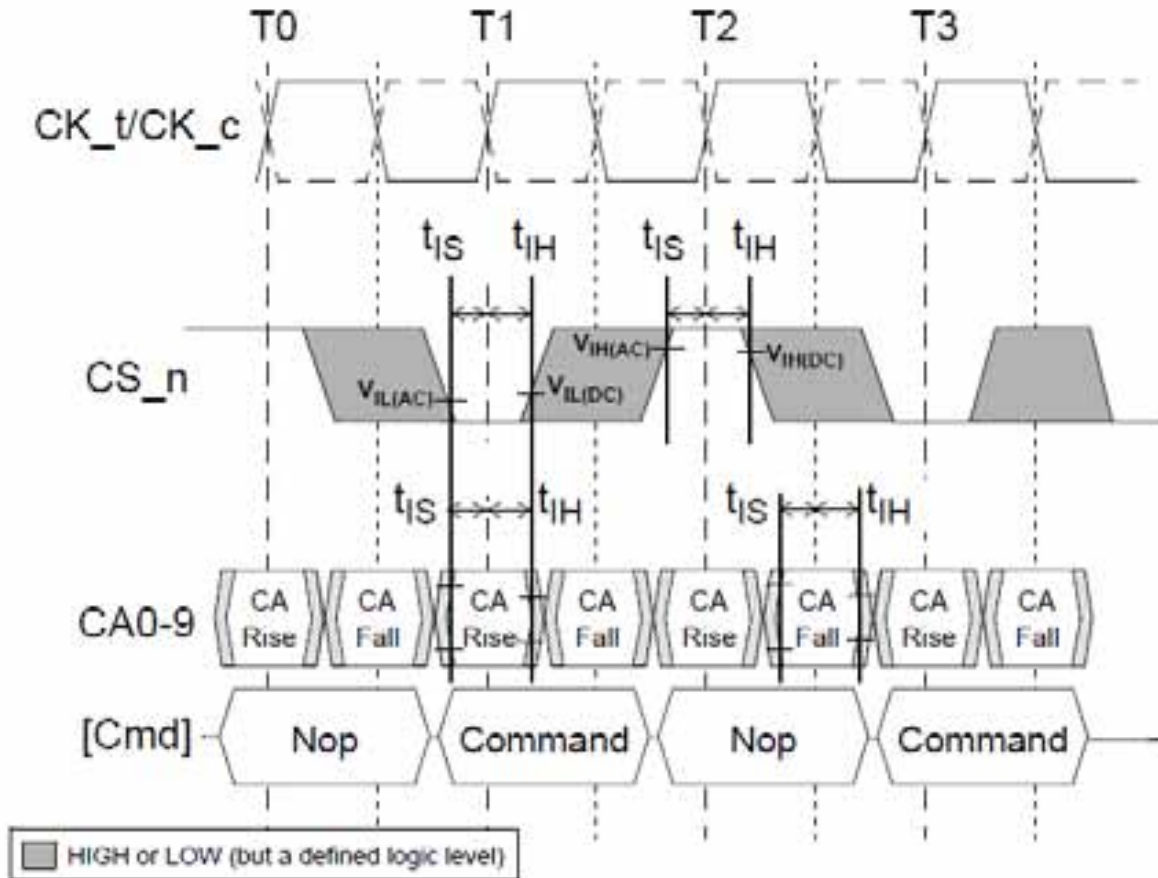 T0 T1 T2 T3
CK_t/CK_c
tIS tIH tIS tIH
CS_n
VIL(AC) VIL(DC) VIH(AC) VIH(DC)
tIS tIH tIS tIH
CA0-9
CA Rise CA Fall CA Rise CA Fall CA Rise CA Fall CA Rise CA Fall
[Cmd] Nop Command Nop Command
HIGH or LOW (but a defined logic level)